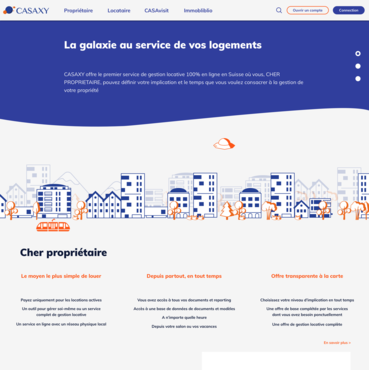 CASAXY
Propriétaire
Locataire
CASAvisit
Immobiblio
Ouvrir un compte
Connexion
La galaxie au service de vos logements
CASAXY offre le premier service de gestion locative 100% en ligne en Suisse où vous, CHER
PROPRIETAIRE, pouvez définir votre implication et le temps que vous voulez consacrer à la gestion de
votre propriété
Cher propriétaire
Le moyen le plus simple de louer
Payez uniquement pour les locations actives
Un outil pour gérer soi même ou un service
complet de gestion locative
Un service en ligne avec un réseau physique local
Depuis partout, en tout temps
Vous avez accès à tous vos documents et reporting
Accès à une base de données de documents et modèles
A n'importe quelle heure
Depuis votre salon ou vos vacances
Offre transparente à la carte
Choisissez votre niveau d'implication en tout temps
Une offre de base complétée par les services
dont vous avez besoin ponctuellement
Une offre de gestion locative complète
En savoir plus >